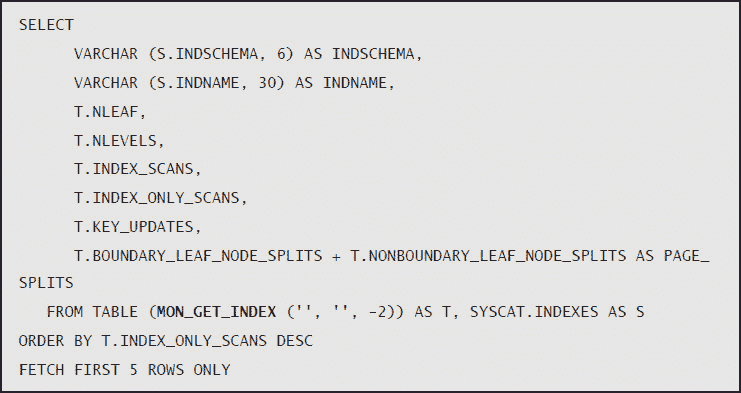 SELECT
VARCHAR (S.INDSCHEMA, 6) AS INDSCHEMA,
VARCHAR (S.INDNAME, 30) AS INDNAME,
T.NLEAF,
T.NLEVELS,
T.INDEX_SCANS,
T.INDEX_ONLY_SCANS,
T.KEY_UPDATES,
T.BOUNDARY_LEAF_NODE_SPLITS + T.NONBOUNDARY_LEAF_NODE_SPLITS AS PAGE_
SPLITS
FROM TABLE (MON_GET_INDEX ('', '', -2)) AS T, SYSCAT.INDEXES AS S
ORDER BY T.INDEX_ONLY_SCANS DESC
FETCH FIRST 5 ROWS ONLY